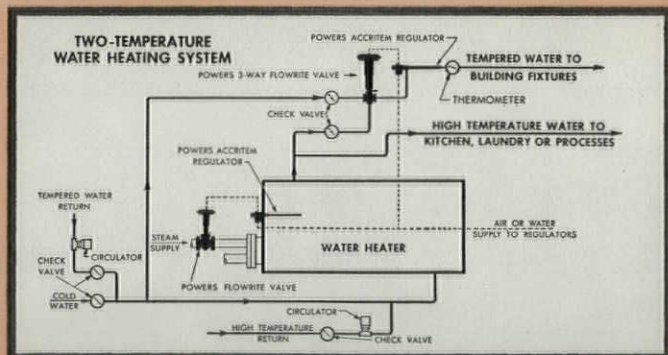 TWO-TEMPERATURE
WATER HEATING SYSTEM
POWERS ACCRITEM REGULATOR
POWERS 3-WAY FLOWRITE VALVE
TEMPERED WATER TO
BUILDING FIXTURES
THERMOMETER
CHECK VALVE
HIGH TEMPERATURE WATER TO
KITCHEN, LAUNDRY OR PROCESSES
POWERS ACCRITEM
REGULATOR
TEMPERED WATER
RETURN
STEAM
SUPPLY
WATER HEATER
AIR OR WATER
SUPPLY TO REGULATORS
CIRCULATOR
CHECK
VALVE
POWERS FLOWRITE VALVE
COLD
WATER
CIRCULATOR
HIGH TEMPERATURE
RETURN
CHECK VALVE